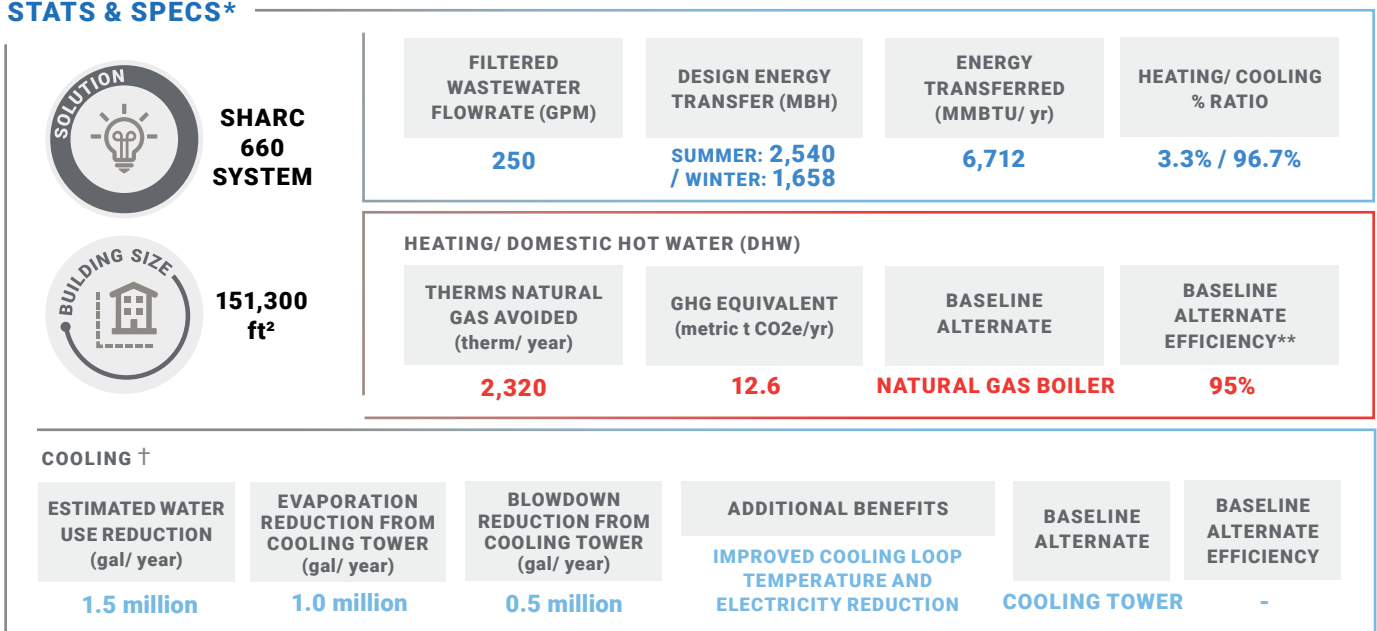 STATS & SPECS*
SOLUTION
SHARC
660
SYSTEM
FILTERED
WASTEWATER
FLOWRATE (GPM)
250
DESIGN ENERGY
TRANSFER (MBH)
SUMMER: 2,540
/ WINTER: 1,658
ENERGY
TRANSFERRED
(MMBTU/ yr)
6,712
HEATING/ COOLING
% RATIO
3.3% / 96.7%
BUILDING SIZE
151,300
ft²
HEATING/ DOMESTIC HOT WATER (DHW)
THERMS NATURAL
GAS AVOIDED
(therm/ year)
2,320
GHG EQUIVALENT
(metric t CO2e/yr)
12.6
BASELINE
ALTERNATE
NATURAL GAS BOILER
BASELINE
ALTERNATE
EFFICIENCY**
95%
COOLING †
ESTIMATED WATER
USE REDUCTION
(gal/ year)
1.5 million
EVAPORATION
REDUCTION FROM
COOLING TOWER
(gal/ year)
1.0 million
BLOWDOWN
REDUCTION FROM
COOLING TOWER
(gal/ year)
0.5 million
ADDITIONAL BENEFITS
IMPROVED COOLING LOOP
TEMPERATURE AND
ELECTRICITY REDUCTION
BASELINE
ALTERNATE
COOLING TOWER
BASELINE
ALTERNATE
EFFICIENCY
-